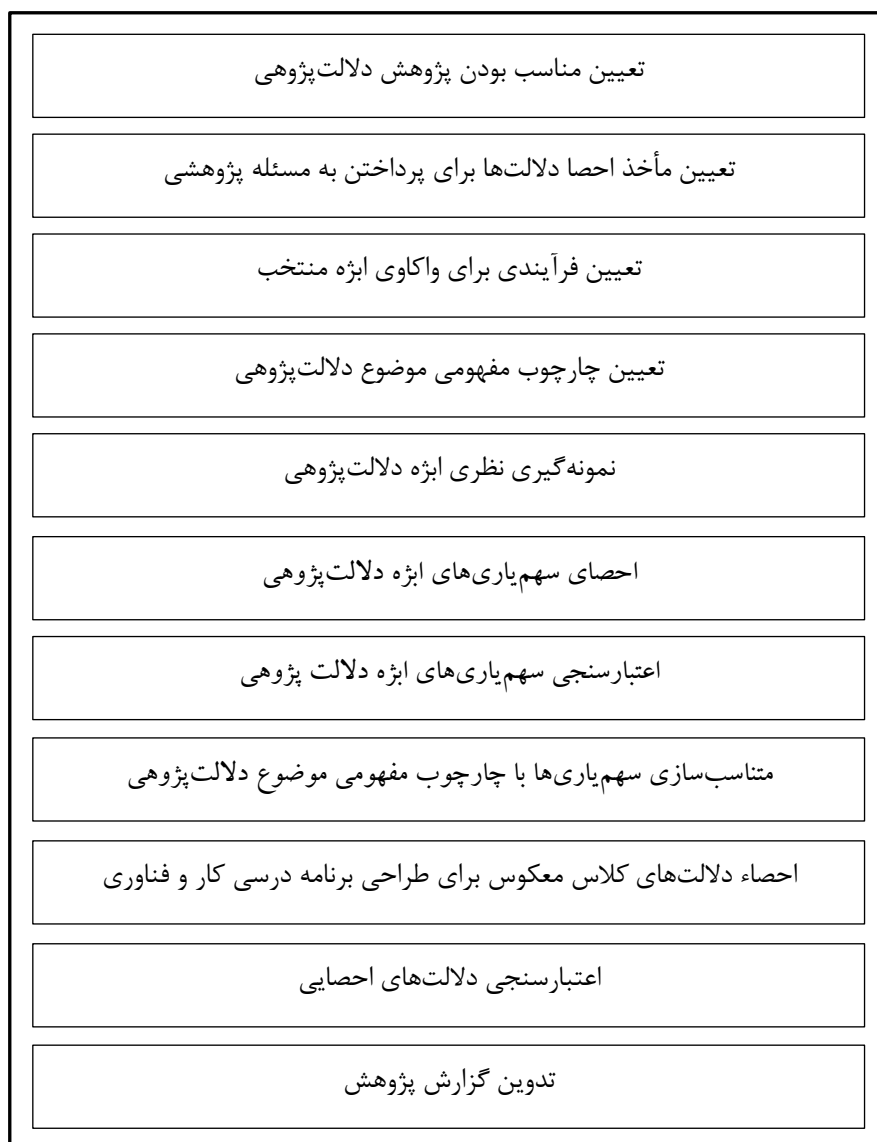 تعیین مناسب بودن پژوهش دلالت‌پژوهی
تعیین مأخذ احصا دلالت‌ها برای پرداختن به مسئله پژوهشی
تعیین فرآیندی برای واکاوی ابژه منتخب
تعیین چارچوب مفهومی موضوع دلالت‌پژوهی
نمونه‌گیری نظری ابژه دلالت‌پژوهی
احصای سهم‌یاری‌های ابژه دلالت‌پژوهی
اعتبارسنجی سهم‌یاری‌های ابژه دلالت پژوهی
متناسب‌سازی سهم‌یاری‌ها با چارچوب مفهومی موضوع دلالت‌پژوهی
احصاء دلالت‌های کلاس معکوس برای طراحی برنامه درسی کار و فناوری
اعتبارسنجی دلالت‌های احصایی
تدوین گزارش پژوهش